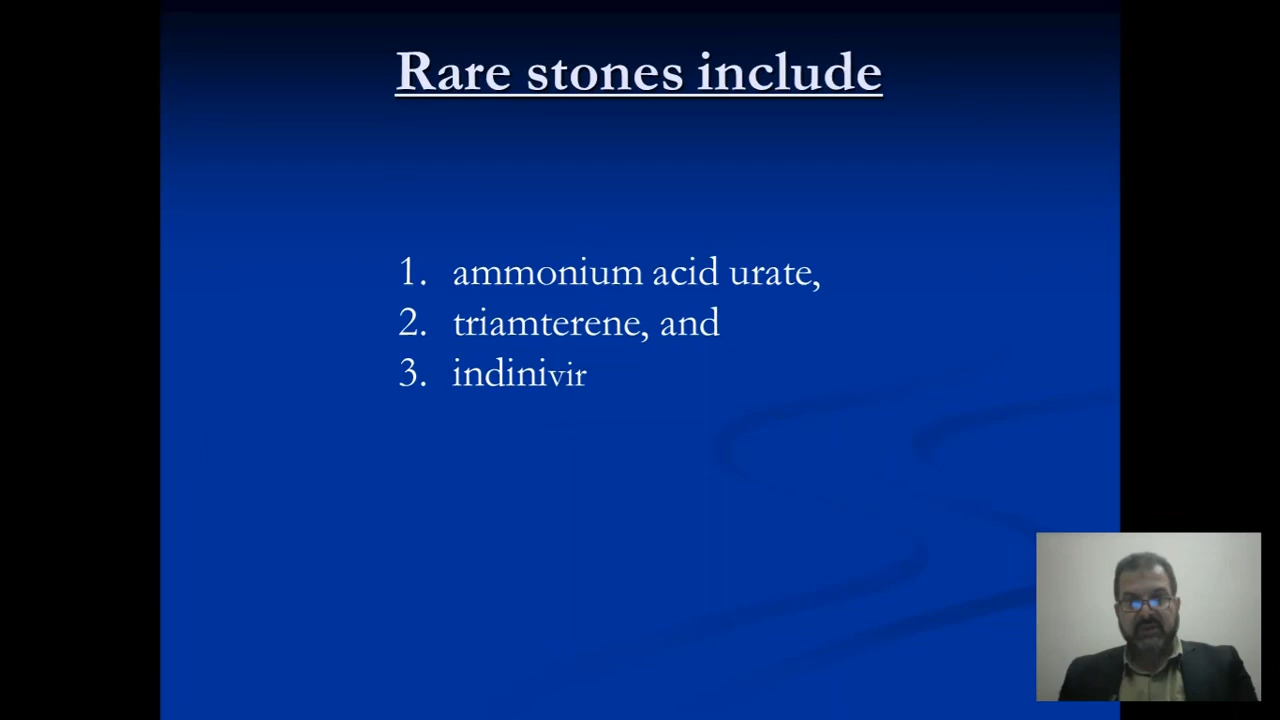 Rare stones include
1. ammonium acid urate,
2. triamterene, and
3. indinivir